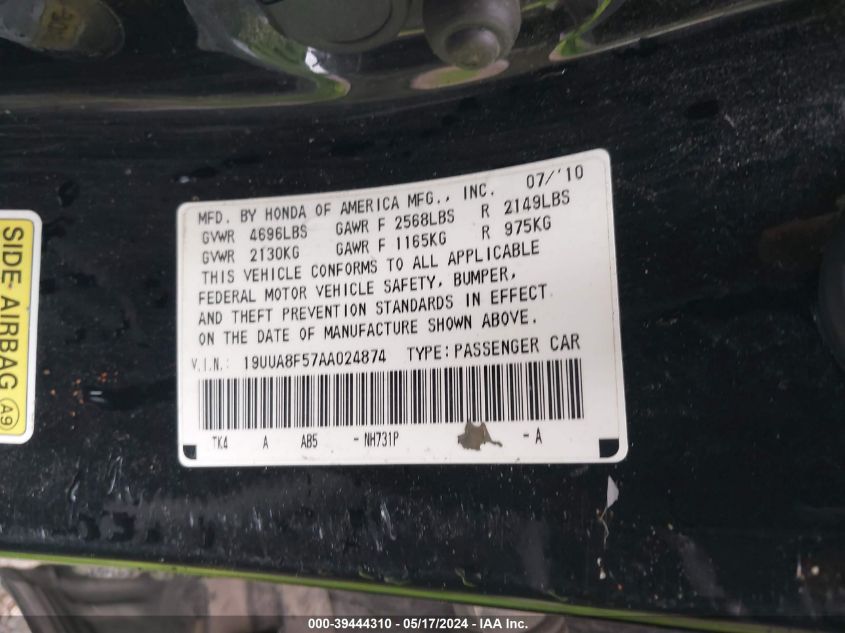 MFD. BY HONDA OF AMERICA MFG., INC. 07/'10
GVWR 4696LBS GAWR F 2568LBS R 2149LBS
GVWR 2130KG GAWR F 1165KG R 975KG
THIS VEHICLE CONFORMS TO ALL APPLICABLE
FEDERAL MOTOR VEHICLE SAFETY, BUMPER,
AND THEFT PREVENTION STANDARDS IN EFFECT
ON THE DATE OF MANUFACTURE SHOWN ABOVE.
V.I.N.: 19UUA8F57AA024874 TYPE:PASSENGER CAR
TK4 A AB5 -NH731P -A
SIDE AIRBAG A9
000-39444310 - 05/17/2024 - IAA Inc.